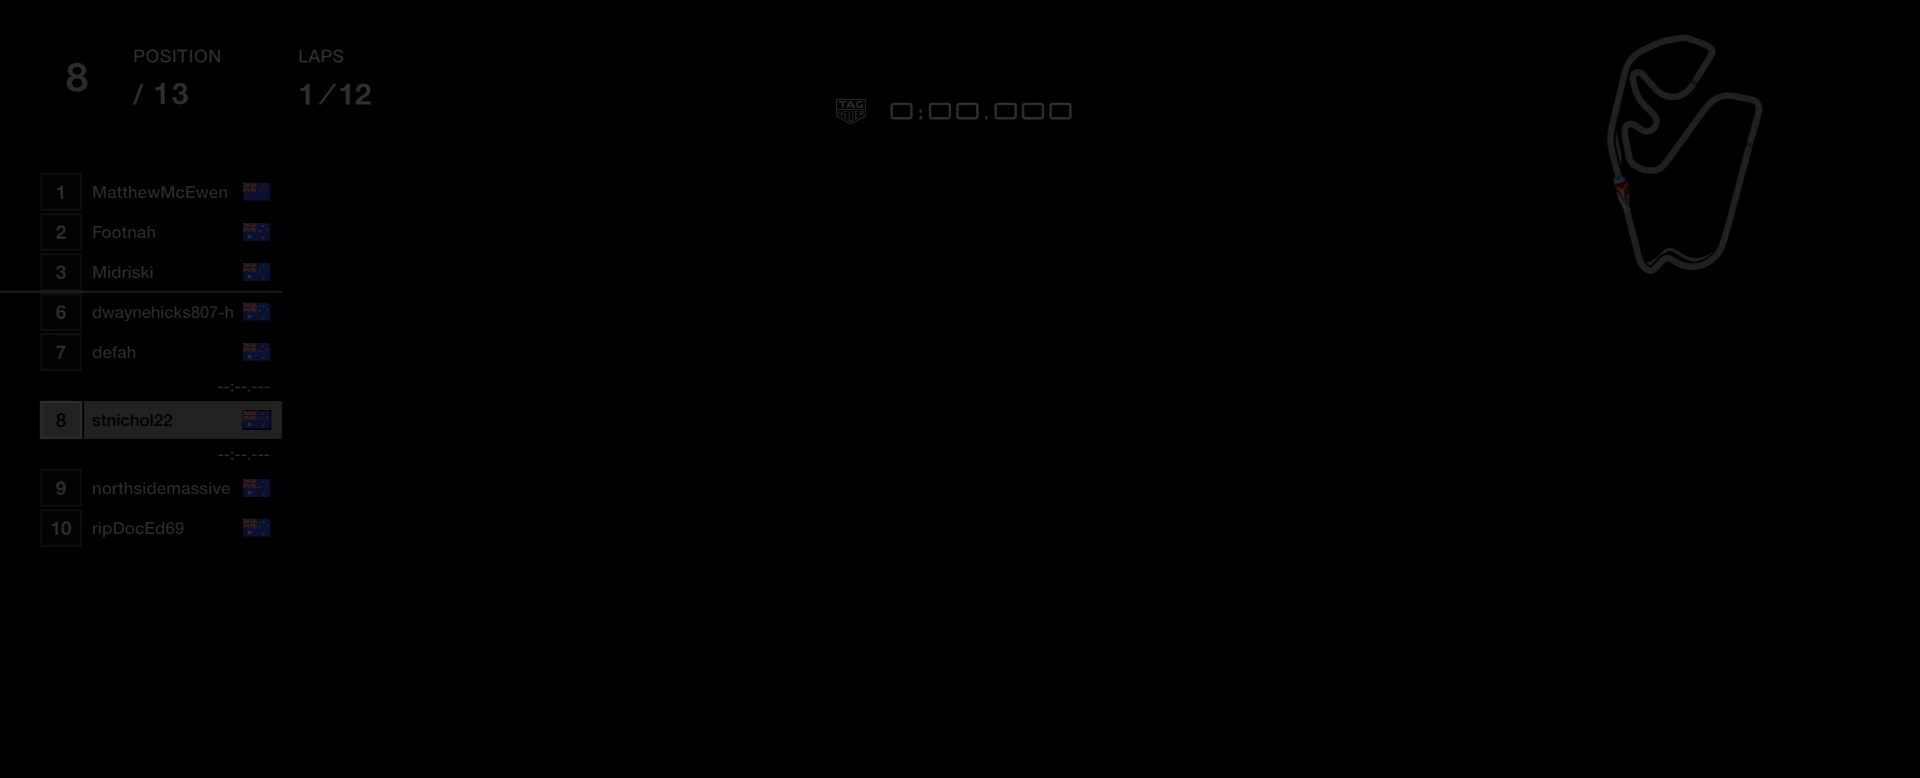 8
POSITION
/ 13
LAPS
1/12
TAG
HEUER
0:00.000
1 MatthewMcEwen
2 Footnah
3 Midriski
6 dwaynehicks807-h
7 defah
--:--.---
8 stnichol22
--:--.---
9 northsidemassive
10 ripDocEd69